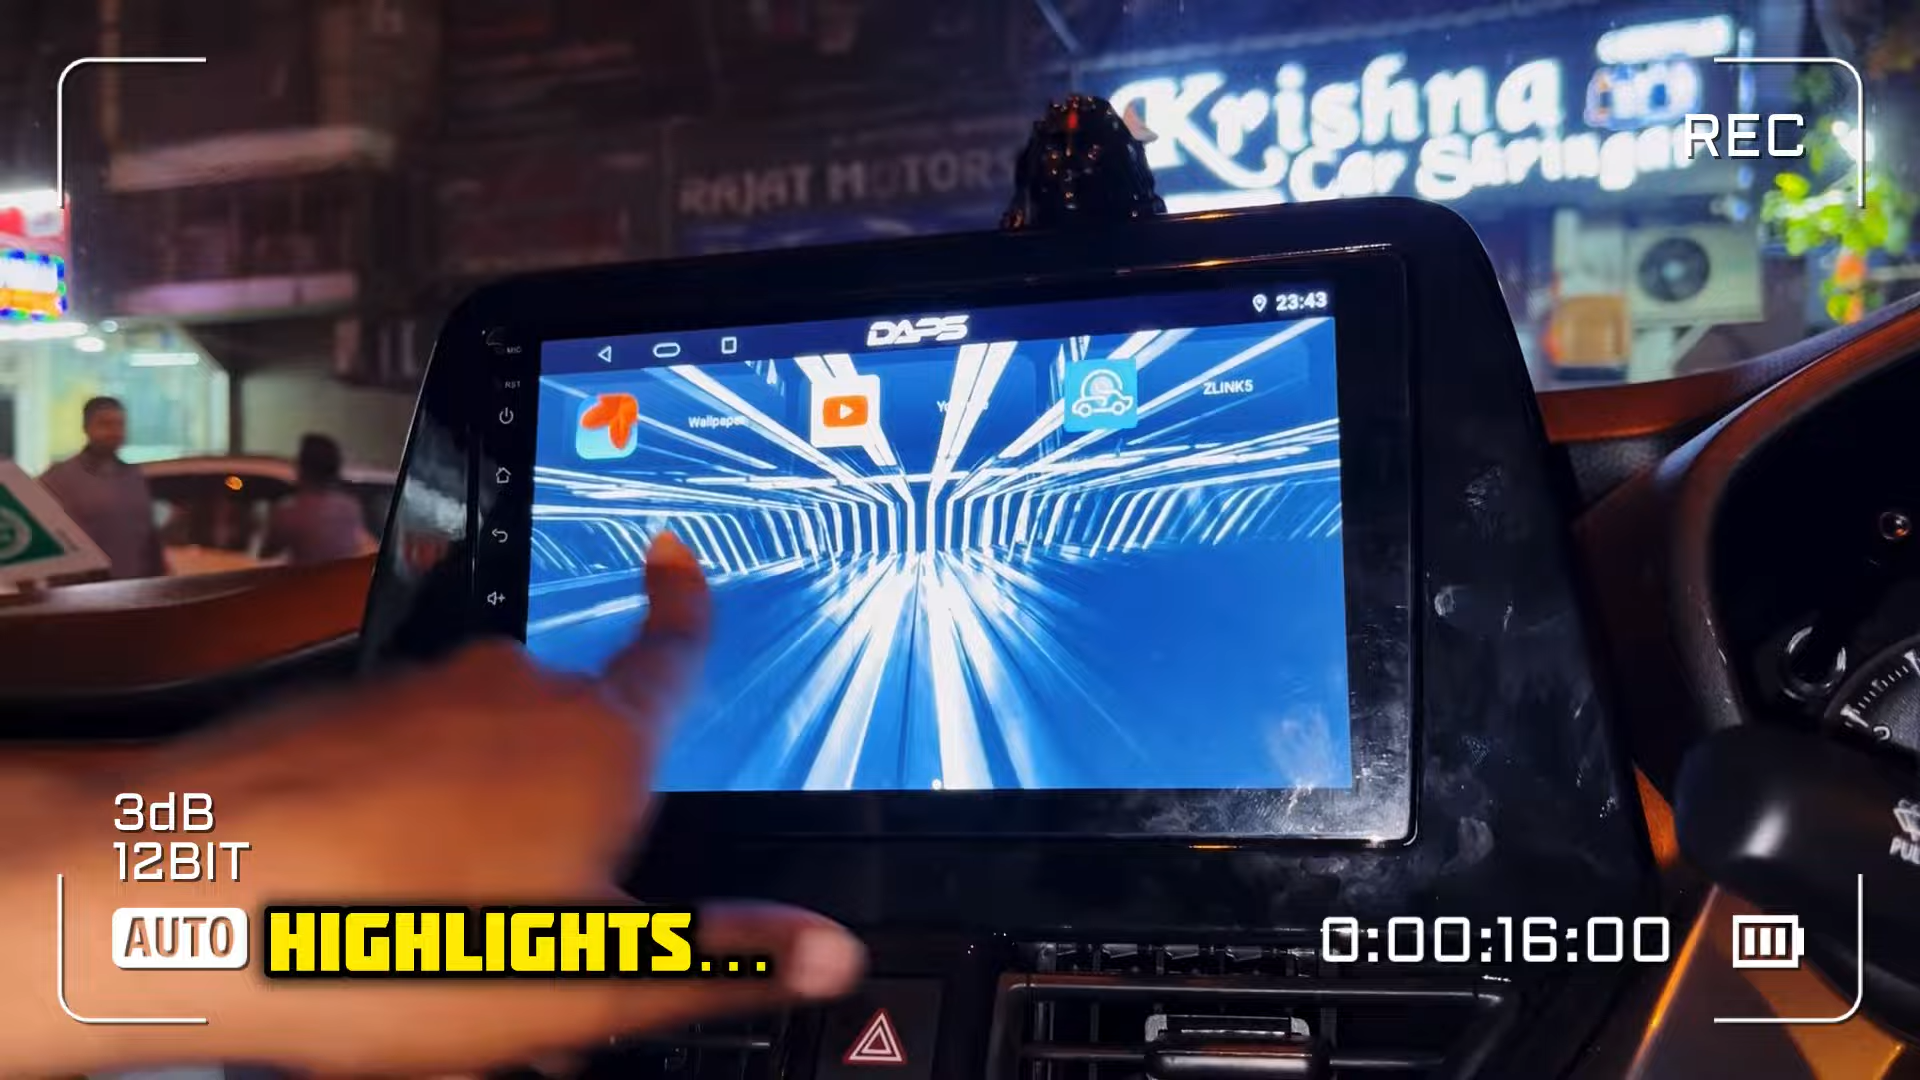 Krishna
Car Shringar
RAJAT MOTORS
REC
DAPS
23:43
MIC
RST
Wallpaper
ZLINK5
3dB
12BIT
AUTO HIGHLIGHTS...
0:00:16:00